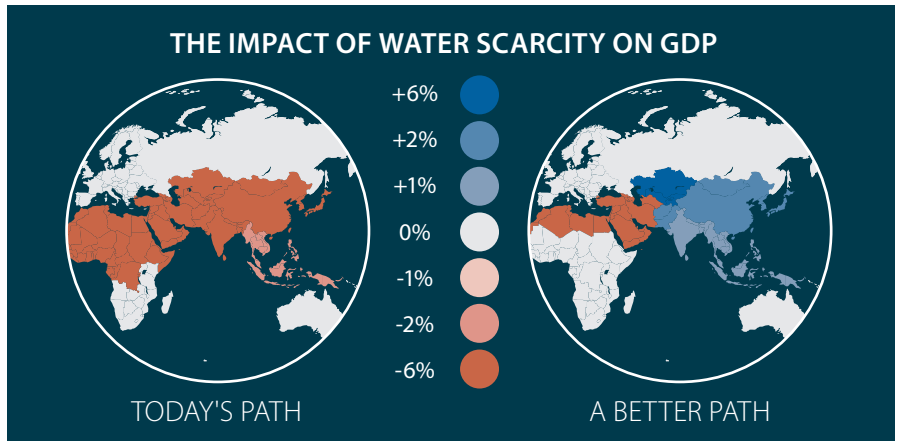 THE IMPACT OF WATER SCARCITY ON GDP
+6%
+2%
+1%
0%
-1%
-2%
-6%
TODAY'S PATH
A BETTER PATH